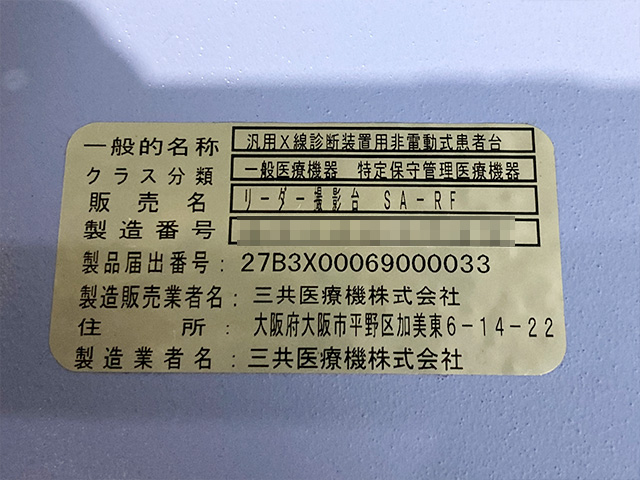 一般的名称 汎用X線診断装置用非電動式患者台
クラス分類 一般医療機器 特定保守管理医療機器
販売名 リーダー撮影台 SA-RF
製造番号
製品届出番号: 27B3X00069000033
製造販売業者名: 三共医療機株式会社
住所: 大阪府大阪市平野区加美東6-14-22
製造業者名: 三共医療機株式会社